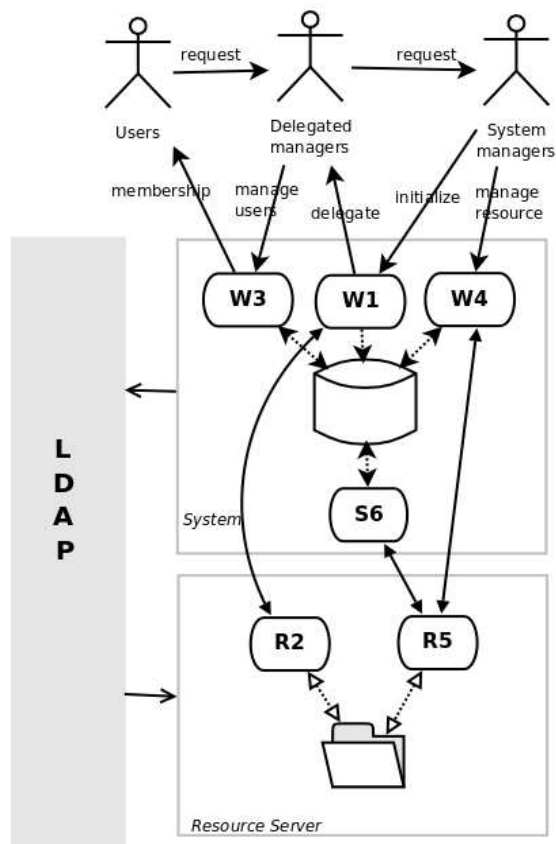 request
request
Users
Delegated
managers
System
managers
membership
manage
users
delegate
initialize
manage
resource
W3
W1
W4
L
D
A
P
S6
System
R2
R5
Resource Server